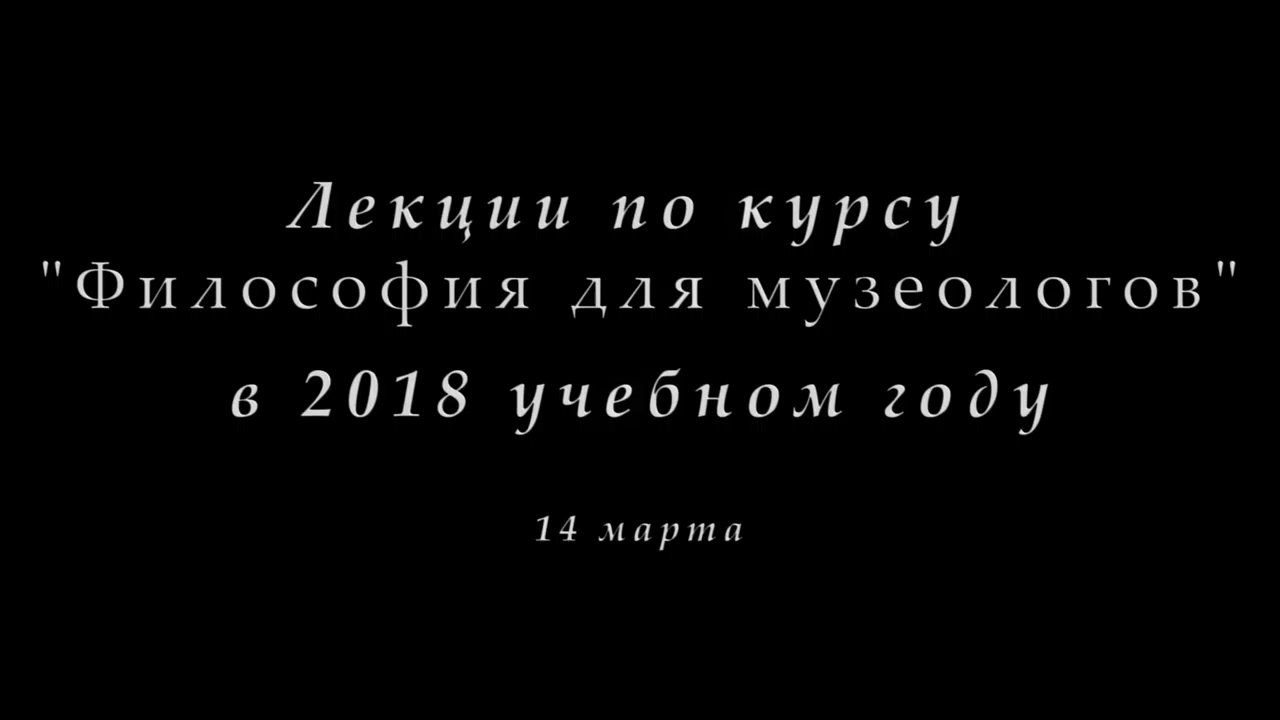 Лекции по курсу
"Философия для музеологов"
в 2018 учебном году
14 марта